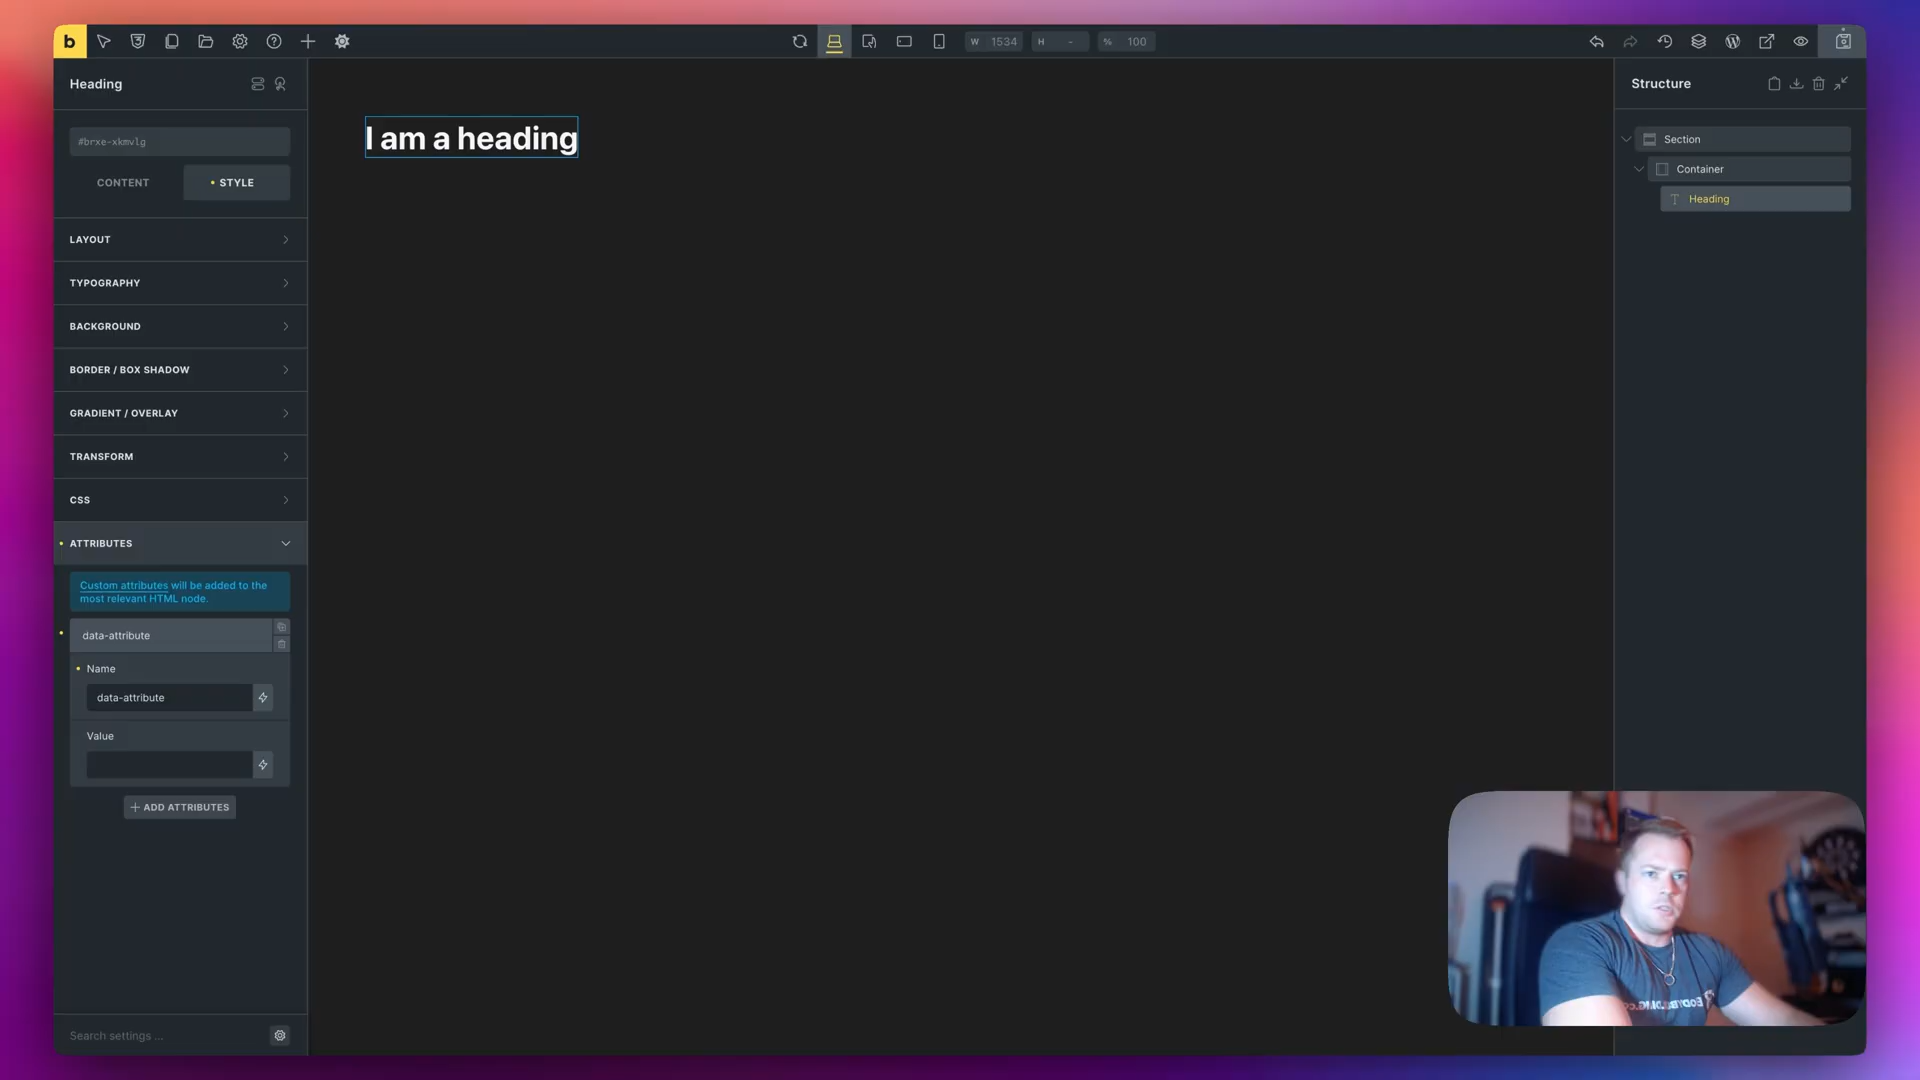 b
W 1534
H -
% 100
Heading
#brxe-xkmvlg
CONTENT
STYLE
LAYOUT
TYPOGRAPHY
BACKGROUND
BORDER / BOX SHADOW
GRADIENT / OVERLAY
TRANSFORM
CSS
ATTRIBUTES
Custom attributes will be added to the
most relevant HTML node.
data-attribute
Name
data-attribute
Value
+ ADD ATTRIBUTES
Search settings ...
I am a heading
Structure
Section
Container
Heading